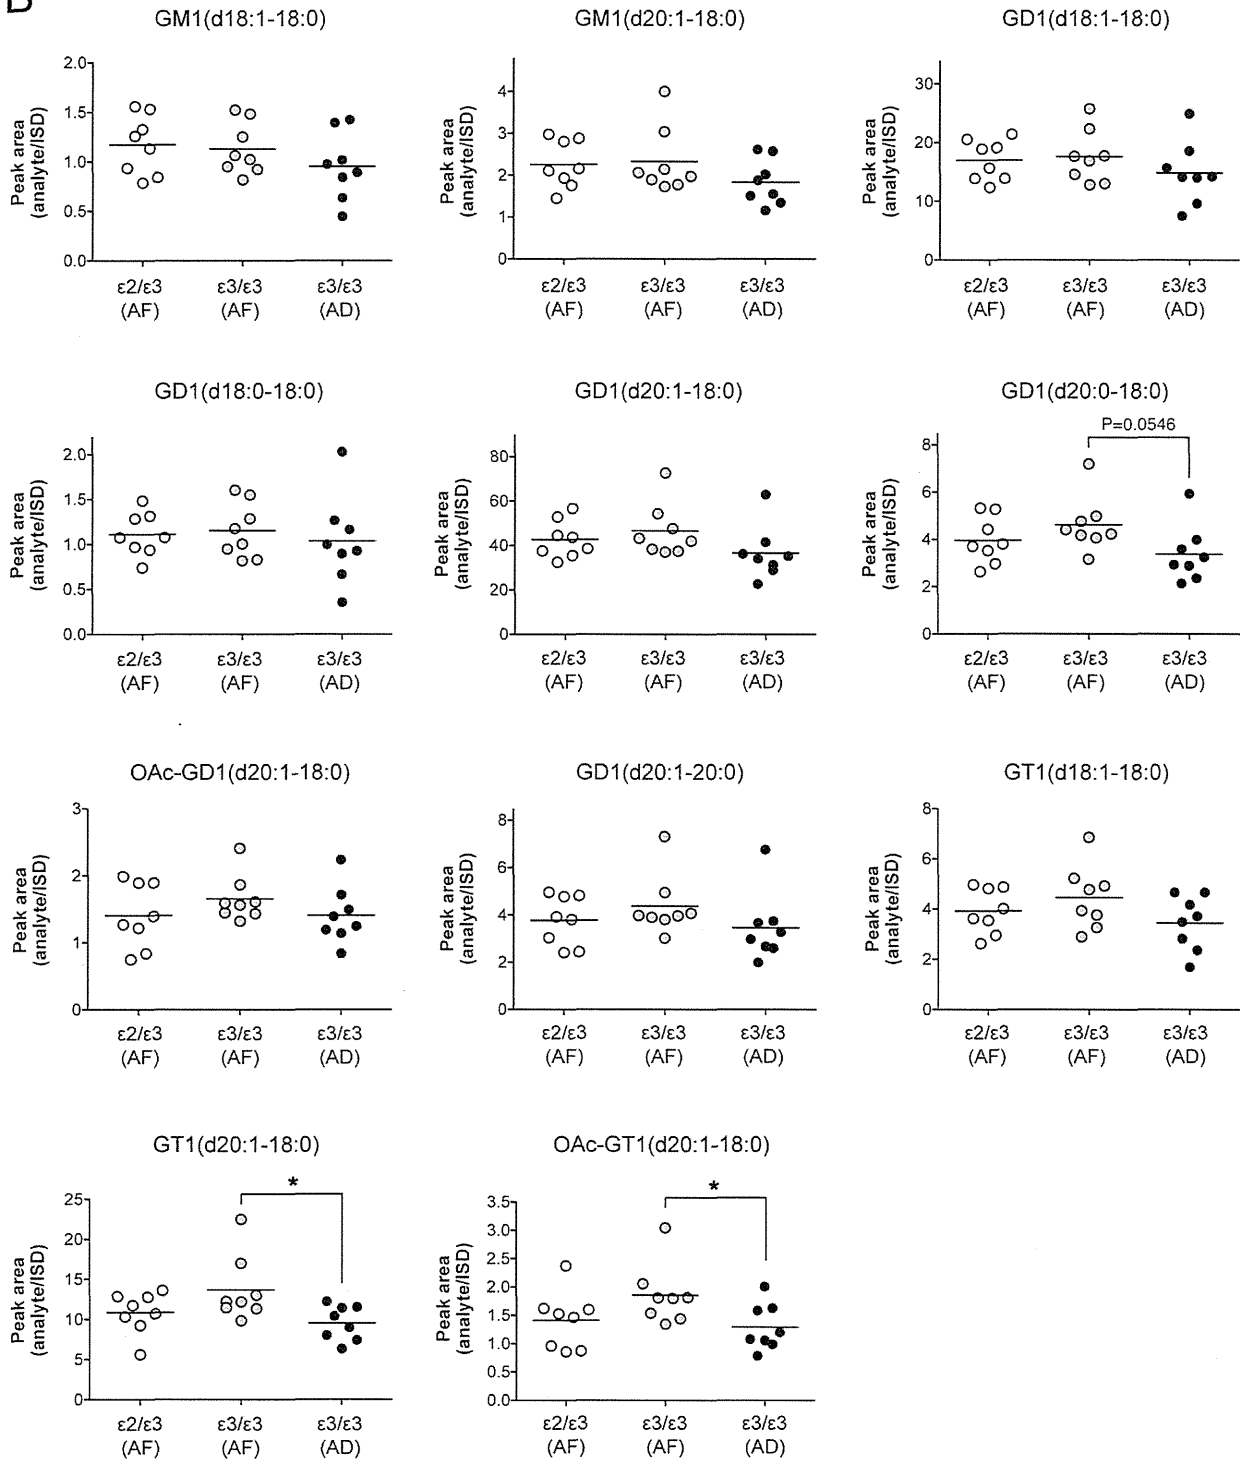 B
GM1(d18:1-18:0)
Peak area
(analyte/ISD)
2.0
1.5
1.0
0.5
0.0
ε2/ε3 ε3/ε3 ε3/ε3
(AF) (AF) (AD)
GM1(d20:1-18:0)
Peak area
(analyte/ISD)
4
3
2
1
0
ε2/ε3 ε3/ε3 ε3/ε3
(AF) (AF) (AD)
GD1(d18:1-18:0)
Peak area
(analyte/ISD)
30
20
10
0
ε2/ε3 ε3/ε3 ε3/ε3
(AF) (AF) (AD)
GD1(d18:0-18:0)
Peak area
(analyte/ISD)
2.0
1.5
1.0
0.5
0.0
ε2/ε3 ε3/ε3 ε3/ε3
(AF) (AF) (AD)
GD1(d20:1-18:0)
Peak area
(analyte/ISD)
80
60
40
20
0
ε2/ε3 ε3/ε3 ε3/ε3
(AF) (AF) (AD)
GD1(d20:0-18:0)
P=0.0546
Peak area
(analyte/ISD)
8
6
4
2
0
ε2/ε3 ε3/ε3 ε3/ε3
(AF) (AF) (AD)
OAc-GD1(d20:1-18:0)
Peak area
(analyte/ISD)
3
2
1
0
ε2/ε3 ε3/ε3 ε3/ε3
(AF) (AF) (AD)
GD1(d20:1-20:0)
Peak area
(analyte/ISD)
8
6
4
2
0
ε2/ε3 ε3/ε3 ε3/ε3
(AF) (AF) (AD)
GT1(d18:1-18:0)
Peak area
(analyte/ISD)
8
6
4
2
0
ε2/ε3 ε3/ε3 ε3/ε3
(AF) (AF) (AD)
GT1(d20:1-18:0)
*
Peak area
(analyte/ISD)
25
20
15
10
5
0
ε2/ε3 ε3/ε3 ε3/ε3
(AF) (AF) (AD)
OAc-GT1(d20:1-18:0)
*
Peak area
(analyte/ISD)
3.5
3.0
2.5
2.0
1.5
1.0
0.5
0.0
ε2/ε3 ε3/ε3 ε3/ε3
(AF) (AF) (AD)